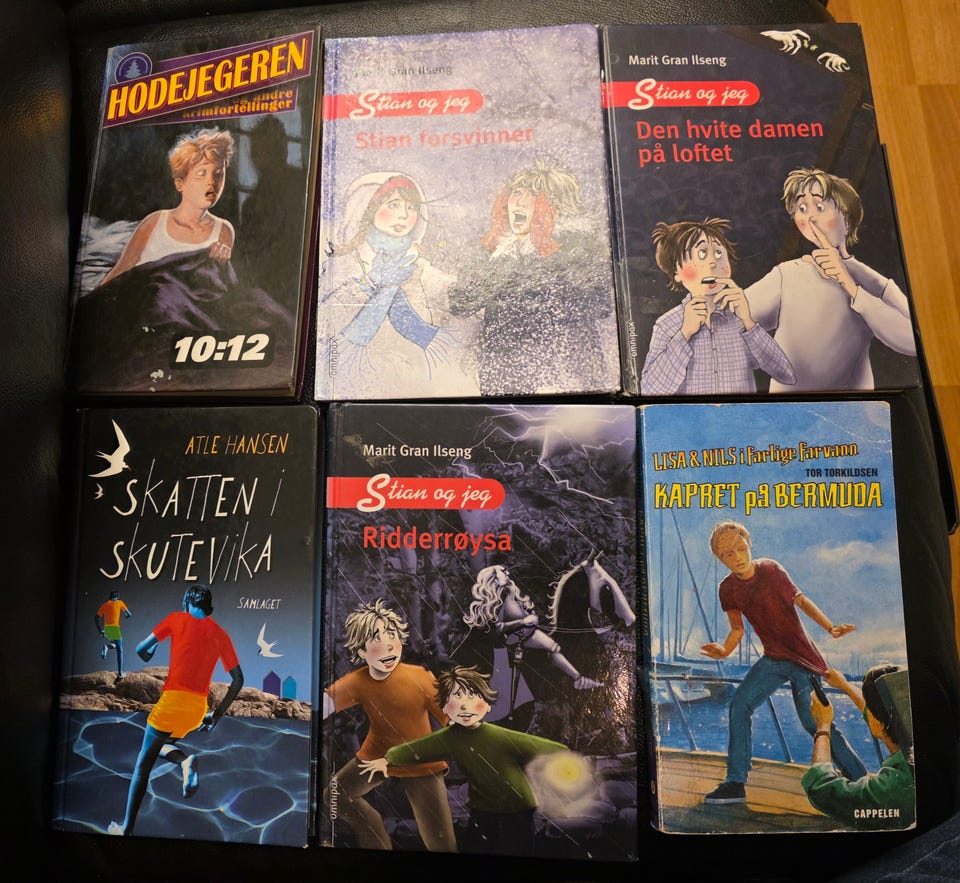 HODEJEGEREN
og andre
krimfortellinger
10:12
Marit Gran Ilseng
Stian og jeg
Stian forsvinner
omnipax
Marit Gran Ilseng
Stian og jeg
Den hvite damen
på loftet
omnipax
ATLE HANSEN
SKATTEN i
SKUTEVIKA
SAMLAGET
Marit Gran Ilseng
Stian og jeg
Ridderrøysa
omnipax
LISA & NILS i farlige farvann
TOR TORKILDSEN
KAPRET på BERMUDA
CAPPELEN